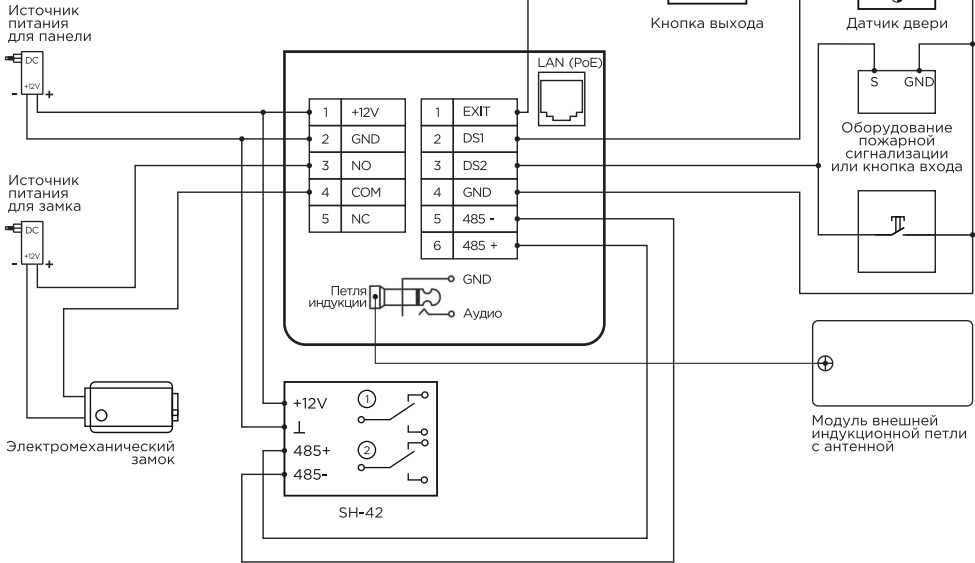 Источник
питания
для панели
DC
+12V
- +
Кнопка выхода
Датчик двери
LAN (PoE)
S GND
Оборудование
пожарной
сигнализации
или кнопка входа
1 +12V
2 GND
3 NO
4 COM
5 NC
1 EXIT
2 DS1
3 DS2
4 GND
5 485 -
6 485 +
Источник
питания
для замка
DC
+12V
- +
Петля
индукции
GND
Аудио
Электромеханический
замок
+12V
⊥
485+
485-
1
2
SH-42
Модуль внешней
индукционной петли
с антенной